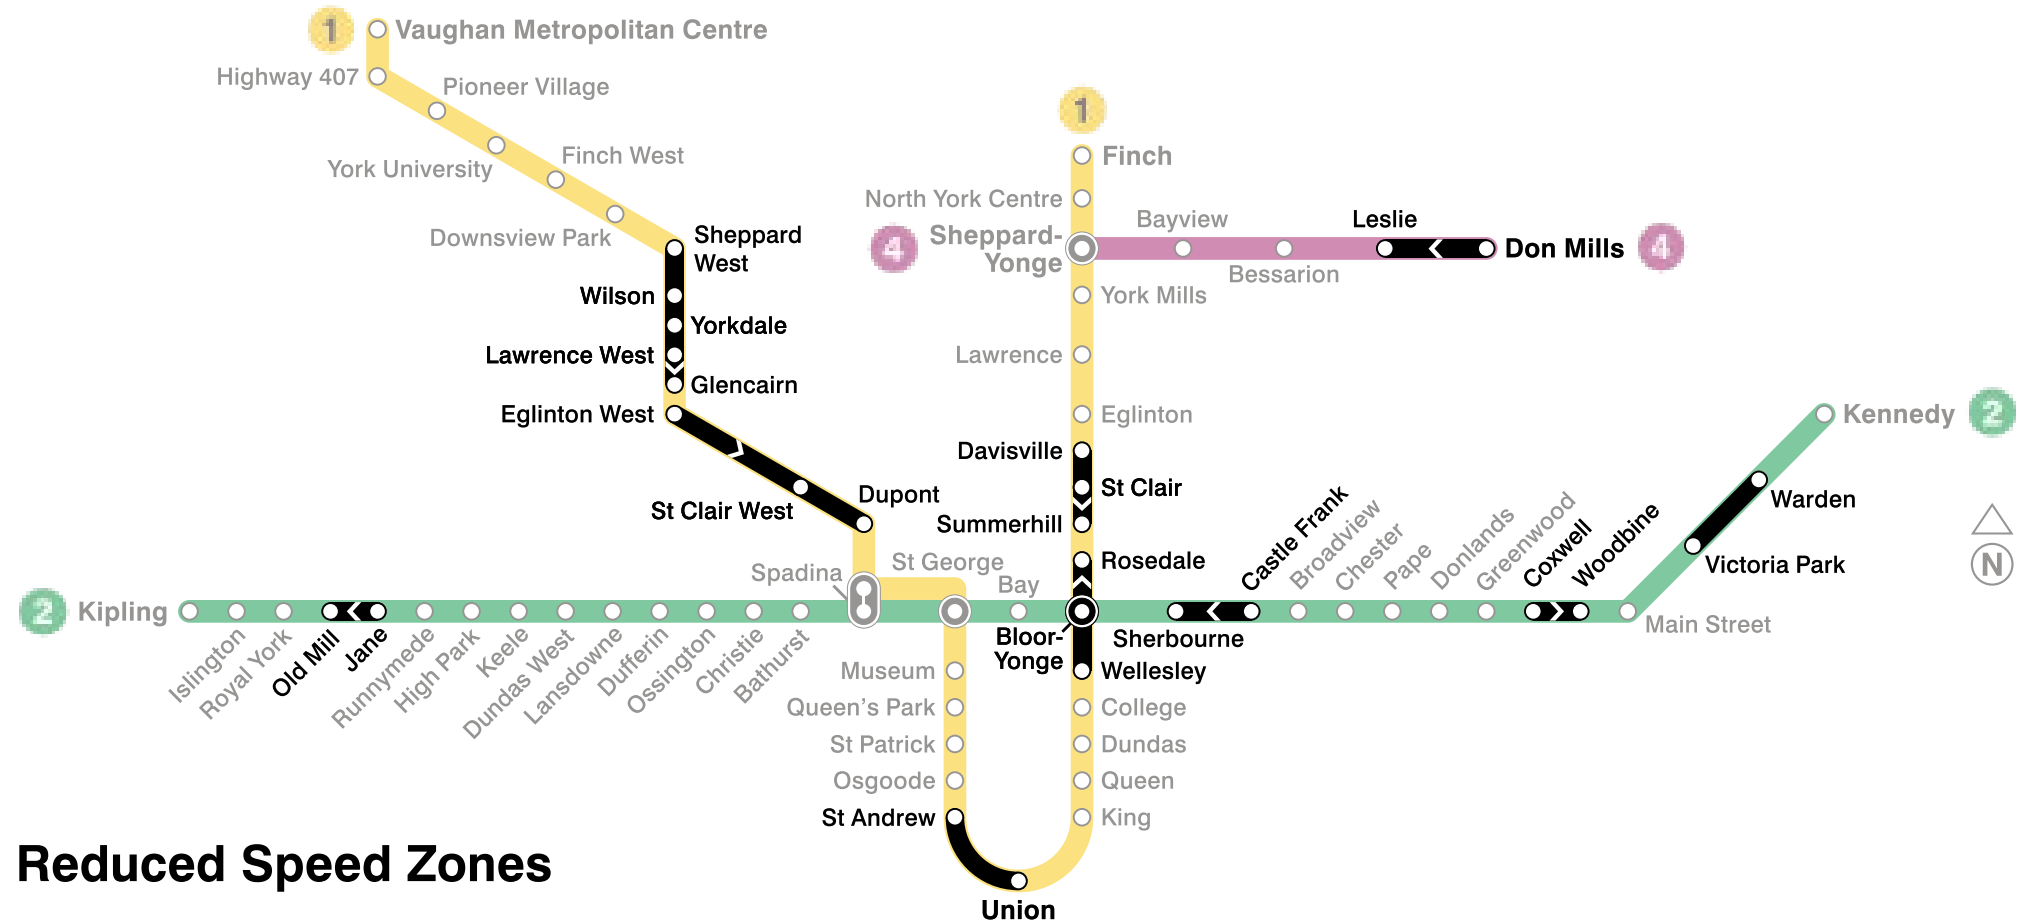 1
Vaughan Metropolitan Centre
Highway 407
Pioneer Village
York University
Finch West
Downsview Park
Sheppard
West
Wilson
Yorkdale
Lawrence West
Glencairn
Eglinton West
St Clair West
Dupont
Spadina
St George
Bay
1
Finch
North York Centre
Sheppard-
Yonge
4
Bayview
Bessarion
Leslie
Don Mills
4
York Mills
Lawrence
Eglinton
Davisville
St Clair
Summerhill
Rosedale
Bloor-
Yonge
Wellesley
College
Dundas
Queen
King
Museum
Queen's Park
St Patrick
Osgoode
St Andrew
Union
2
Kipling
Islington
Royal York
Old Mill
Jane
Runnymede
High Park
Keele
Dundas West
Lansdowne
Dufferin
Ossington
Christie
Bathurst
Sherbourne
Castle Frank
Broadview
Chester
Pape
Donlands
Greenwood
Coxwell
Woodbine
Main Street
Victoria Park
Warden
Kennedy
2
N
Reduced Speed Zones